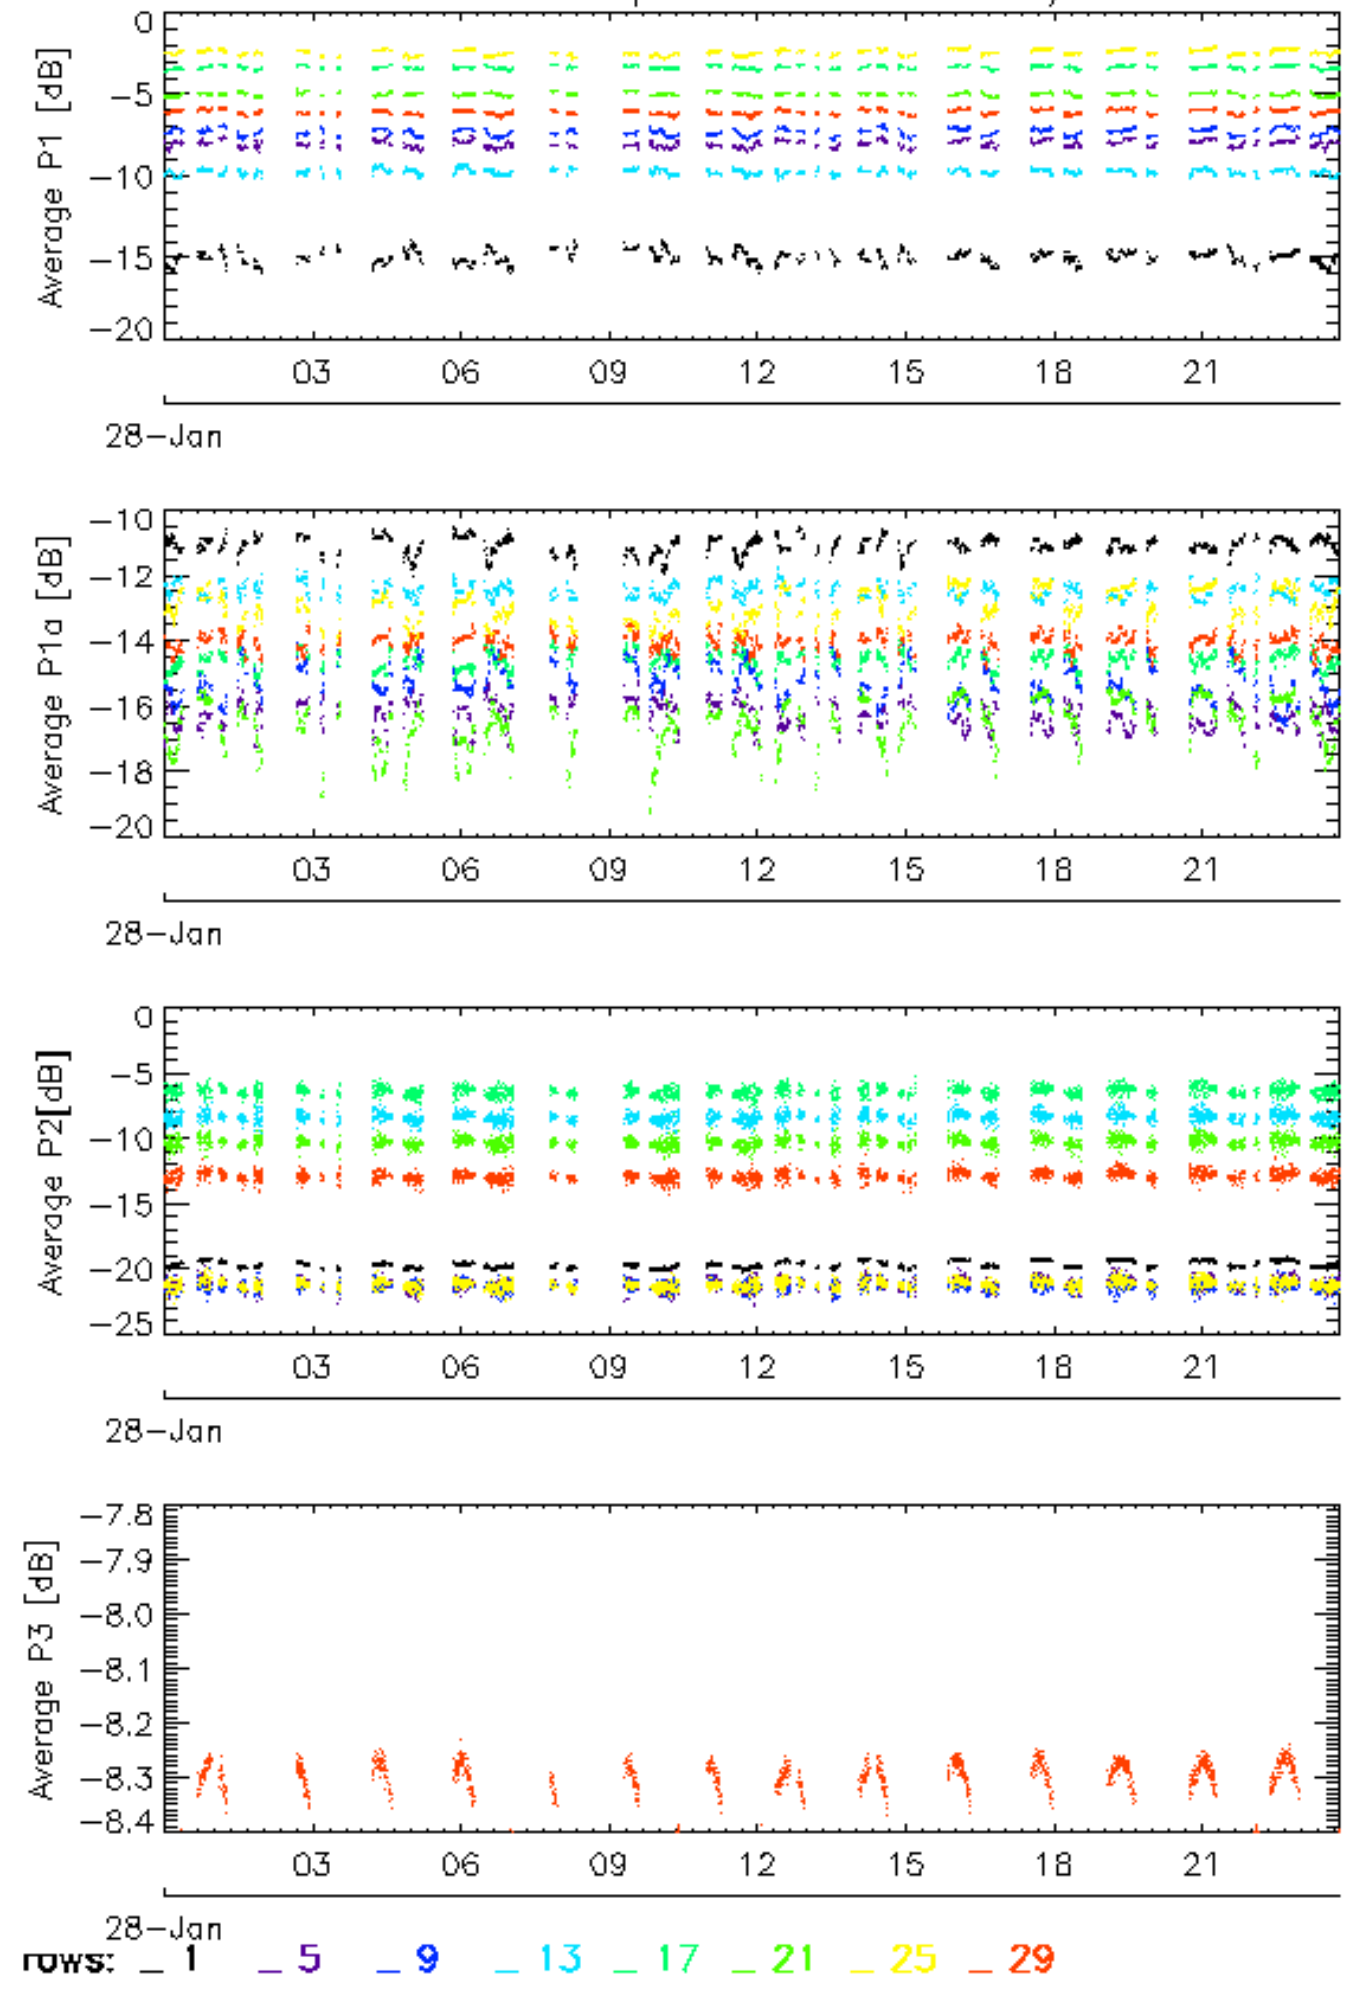 0
−5
−10
−15
−20
Average P1 [dB]
03 06 09 12 15 18 21
28−Jan
−10
−12
−14
−16
−18
−20
Average P1a [dB]
03 06 09 12 15 18 21
28−Jan
0
−5
−10
−15
−20
−25
Average P2[dB]
03 06 09 12 15 18 21
28−Jan
−7.8
−7.9
−8.0
−8.1
−8.2
−8.3
−8.4
Average P3 [dB]
03 06 09 12 15 18 21
28−Jan
rows: _ 1 _ 5 _ 9 _ 13 _ 17 _ 21 _ 25 _ 29